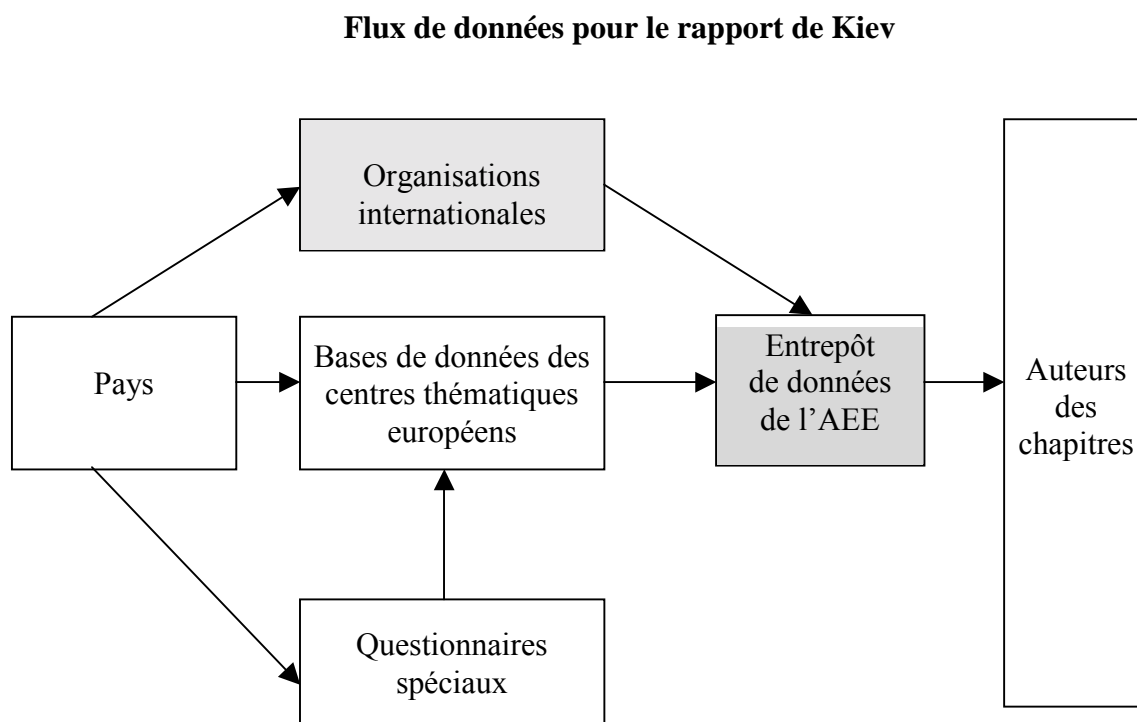 Flux de données pour le rapport de Kiev
Organisations
internationales
Pays
Bases de données des
centres thématiques
européens
Entrepôt
de données
de l’AEE
Auteurs
des
chapitres
Questionnaires
spéciaux